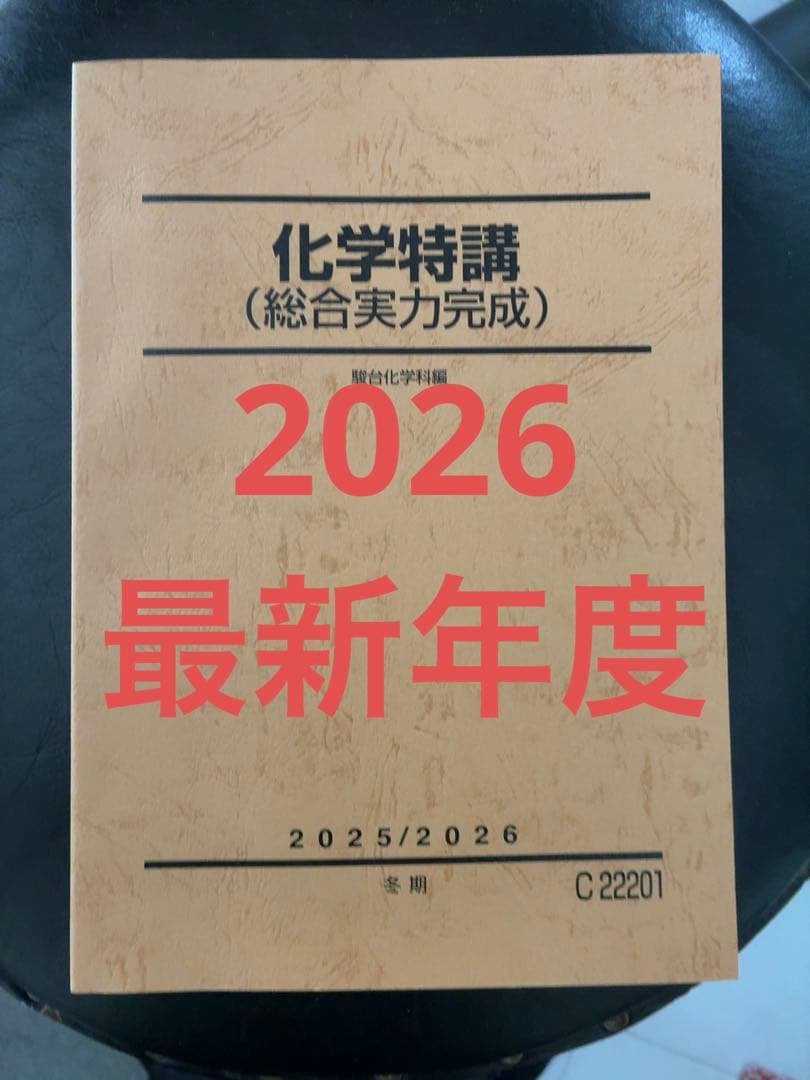 化学特講
(総合実力完成)
駿台化学科編
2026
最新年度
2025/2026
冬期
C22201